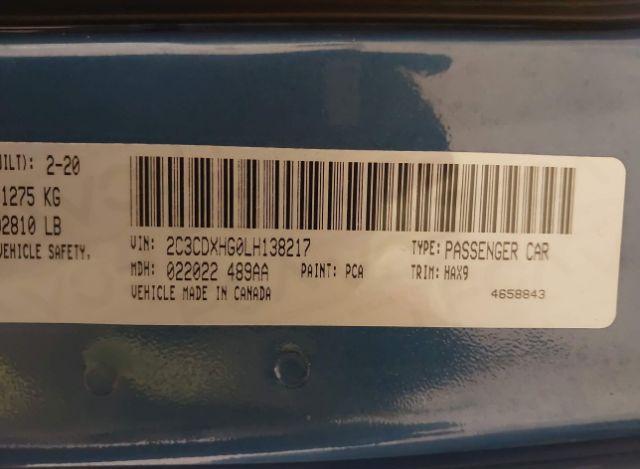 UILT): 2-20
1275 KG
02810 LB
VEHICLE SAFETY,
VIN: 2C3CDXHG0LH138217 TYPE: PASSENGER CAR
MDH: 022022 489AA PAINT: PCA TRIM: HAX9
VEHICLE MADE IN CANADA 4658843